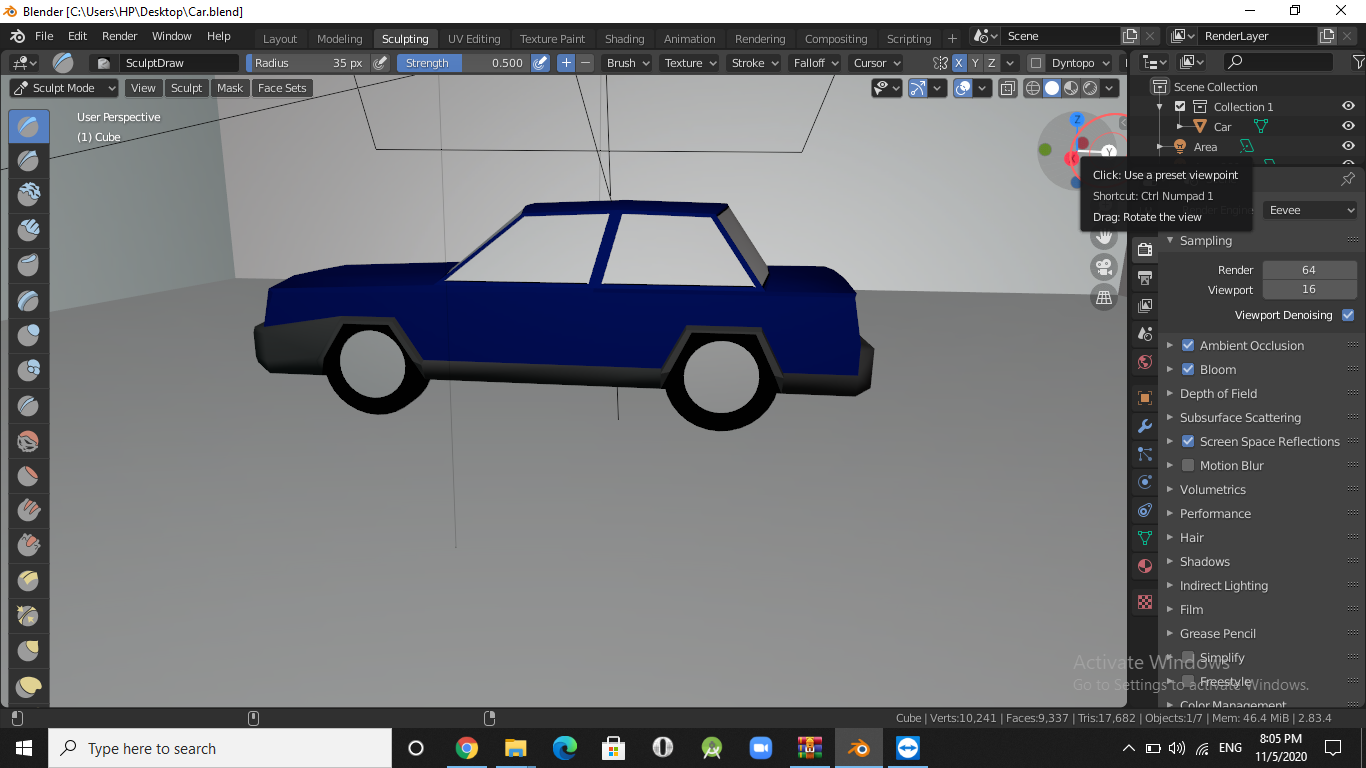 Blender [C:\Users\HP\Desktop\Car.blend]
File Edit Render Window Help Layout Modeling Sculpting UV Editing Texture Paint Shading Animation Rendering Compositing Scripting + Scene RenderLayer
SculptDraw Radius 35 px Strength 0.500 + − Brush Texture Stroke Falloff Cursor X Y Z Dyntopo
Sculpt Mode View Sculpt Mask Face Sets
Scene Collection
Collection 1
Car
Area
User Perspective
(1) Cube
Z
Y
Click: Use a preset viewpoint
Shortcut: Ctrl Numpad 1
Drag: Rotate the view
Eevee
Sampling
Render 64
Viewport 16
Viewport Denoising
Ambient Occlusion
Bloom
Depth of Field
Subsurface Scattering
Screen Space Reflections
Motion Blur
Volumetrics
Performance
Hair
Shadows
Indirect Lighting
Film
Grease Pencil
Simplify
Freestyle
Color Management
Activate Windows
Go to Settings to activate Windows.
Cube | Verts:10,241 | Faces:9,337 | Tris:17,682 | Objects:1/7 | Mem: 46.4 MiB | 2.83.4
Type here to search
ENG
8:05 PM
11/5/2020